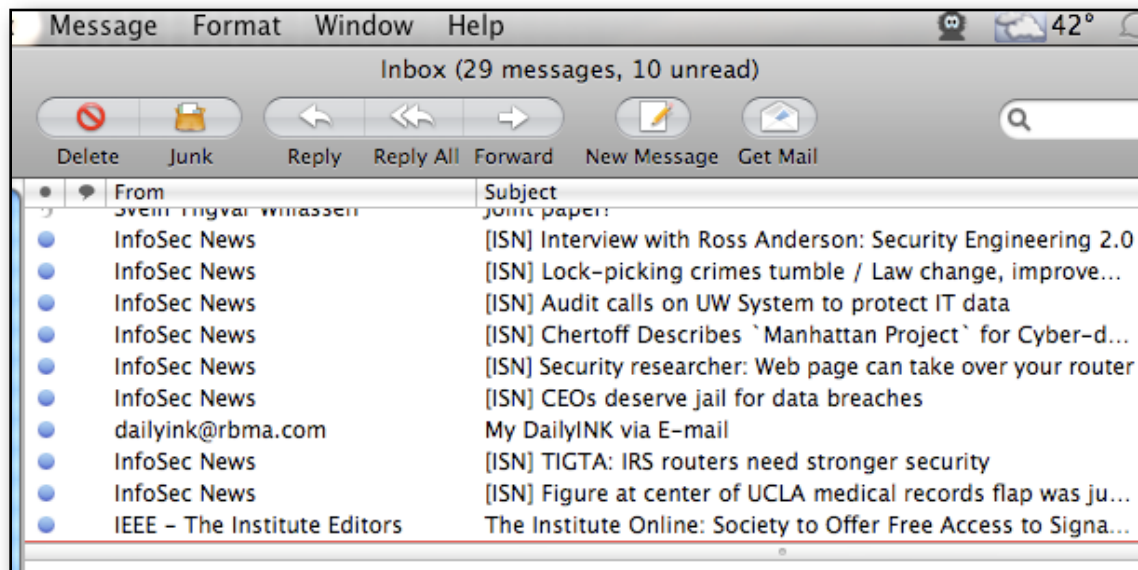 Message Format Window Help 42°
Inbox (29 messages, 10 unread)
Delete Junk Reply Reply All Forward New Message Get Mail
From Subject
Joint paper?
InfoSec News [ISN] Interview with Ross Anderson: Security Engineering 2.0
InfoSec News [ISN] Lock-picking crimes tumble / Law change, improve...
InfoSec News [ISN] Audit calls on UW System to protect IT data
InfoSec News [ISN] Chertoff Describes `Manhattan Project` for Cyber-d...
InfoSec News [ISN] Security researcher: Web page can take over your router
InfoSec News [ISN] CEOs deserve jail for data breaches
dailyink@rbma.com My DailyINK via E-mail
InfoSec News [ISN] TIGTA: IRS routers need stronger security
InfoSec News [ISN] Figure at center of UCLA medical records flap was ju...
IEEE - The Institute Editors The Institute Online: Society to Offer Free Access to Signa...